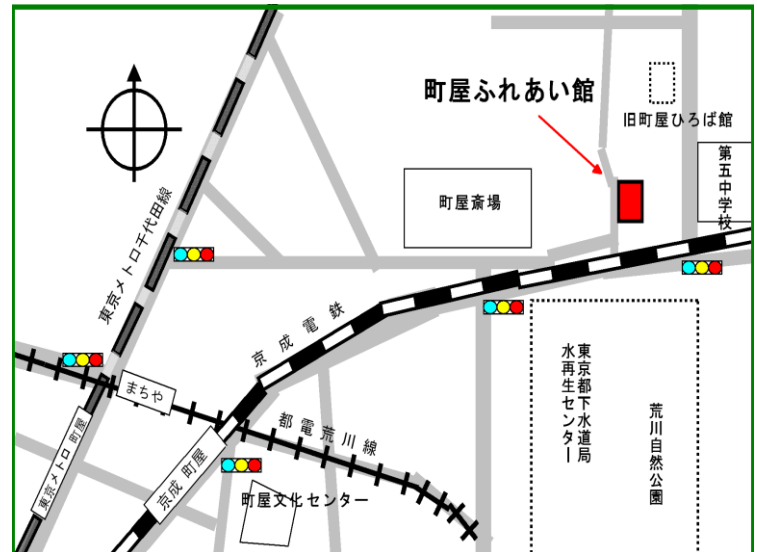 町屋ふれあい館
旧町屋ひろば館
第五中学校
町屋斎場
東京メトロ千代田線
京成電鉄
まちや
都電荒川線
東京メトロ 町屋
京成 町屋
町屋文化センター
東京都下水道局
水再生センター
荒川自然公園